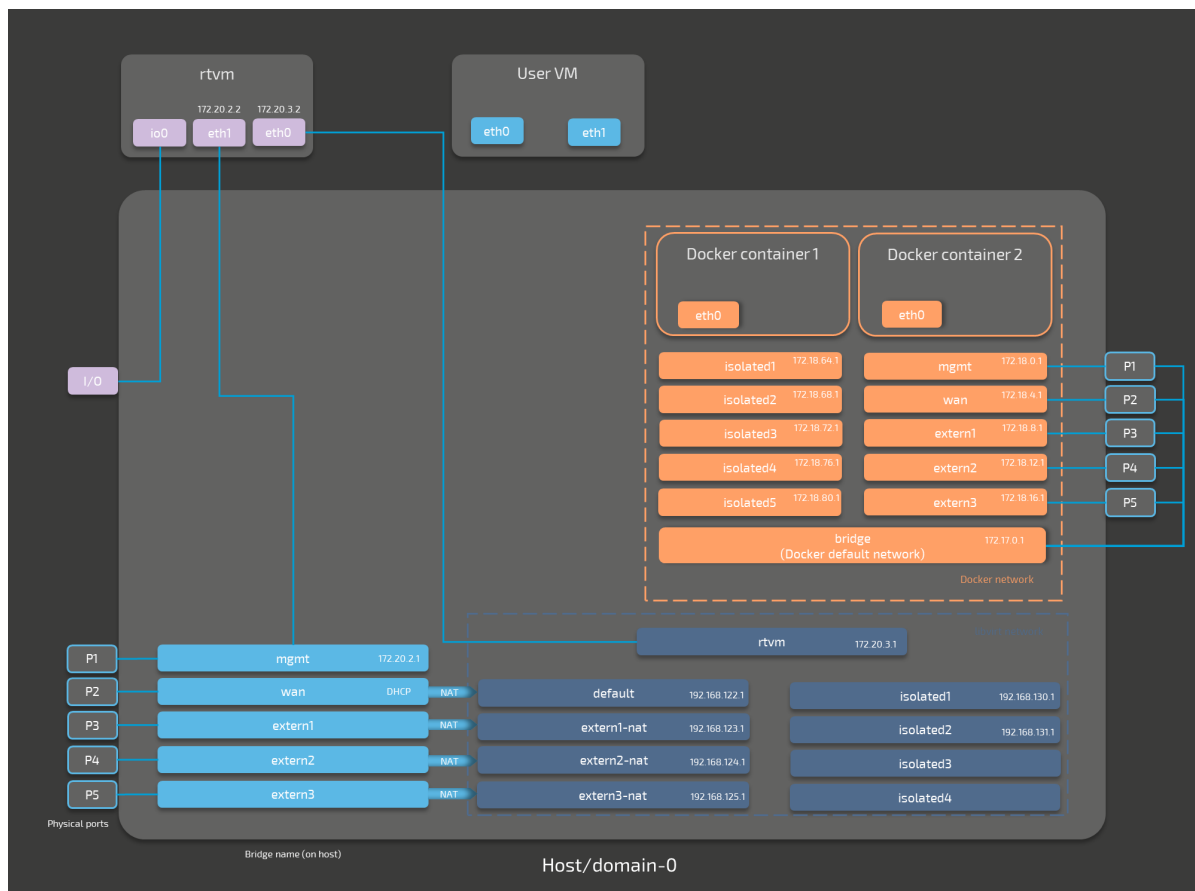 rtvm
172.20.2.2
172.20.3.2
io0
eth1
eth0
User VM
eth0
eth1
Docker container 1
eth0
Docker container 2
eth0
I/O
isolated1 172.18.64.1
isolated2 172.18.68.1
isolated3 172.18.72.1
isolated4 172.18.76.1
isolated5 172.18.80.1
mgmt 172.18.0.1
wan 172.18.4.1
extern1 172.18.8.1
extern2 172.18.12.1
extern3 172.18.16.1
P1
P2
P3
P4
P5
bridge 172.17.0.1
(Docker default network)
Docker network
rtvm 172.20.3.1
P1
P2
P3
P4
P5
Physical ports
mgmt 172.20.2.1
wan DHCP
extern1
extern2
extern3
Bridge name (on host)
NAT
NAT
NAT
NAT
default 192.168.122.1
extern1-nat 192.168.123.1
extern2-nat 192.168.124.1
extern3-nat 192.168.125.1
isolated1 192.168.130.1
isolated2 192.168.131.1
isolated3
isolated4
Host/domain-0